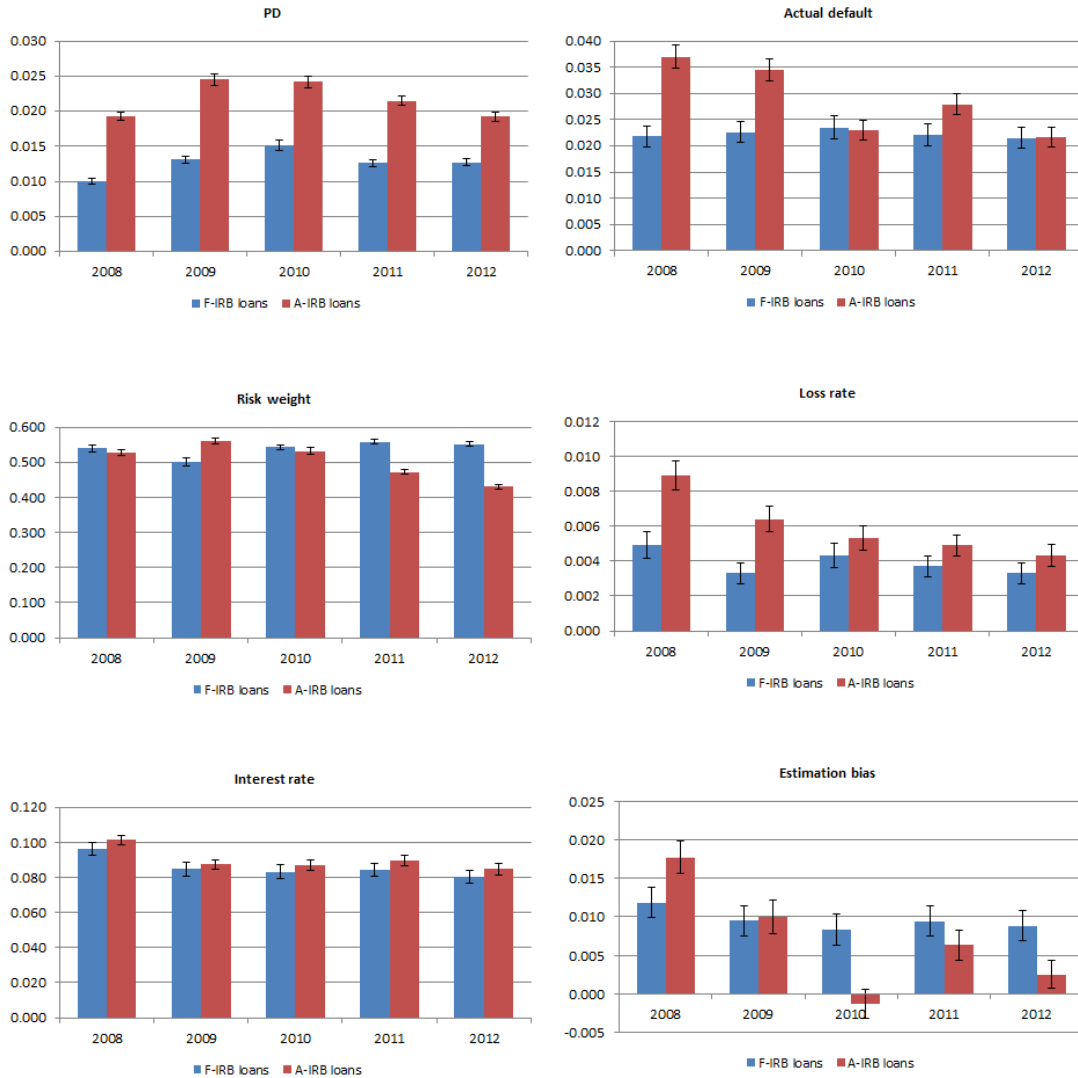 PD
0.030
0.025
0.020
0.015
0.010
0.005
0.000
2008 2009 2010 2011 2012
F-IRB loans A-IRB loans
Actual default
0.040
0.035
0.030
0.025
0.020
0.015
0.010
0.005
0.000
2008 2009 2010 2011 2012
F-IRB loans A-IRB loans
Risk weight
0.600
0.500
0.400
0.300
0.200
0.100
0.000
2008 2009 2010 2011 2012
F-IRB loans A-IRB loans
Loss rate
0.012
0.010
0.008
0.006
0.004
0.002
0.000
2008 2009 2010 2011 2012
F-IRB loans A-IRB loans
Interest rate
0.120
0.100
0.080
0.060
0.040
0.020
0.000
2008 2009 2010 2011 2012
F-IRB loans A-IRB loans
Estimation bias
0.025
0.020
0.015
0.010
0.005
0.000
-0.005
2008 2009 2010 2011 2012
F-IRB loans A-IRB loans